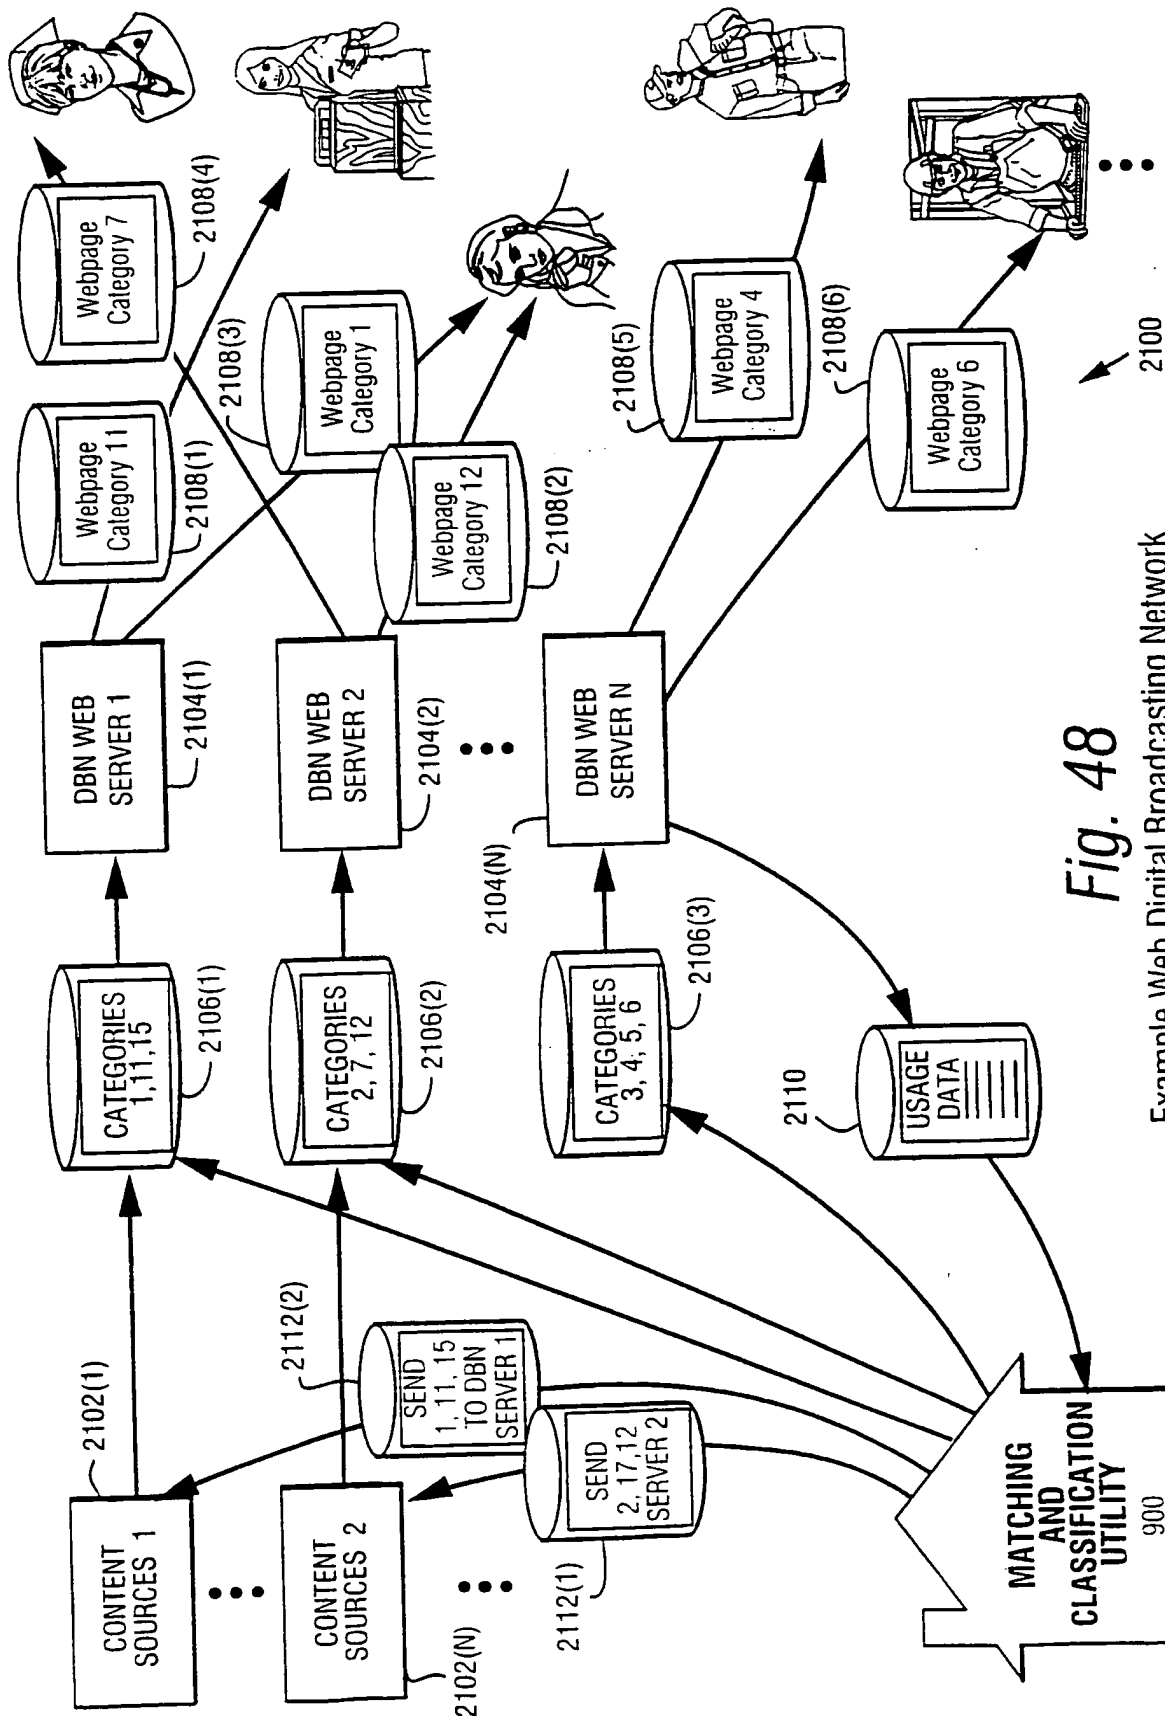 CONTENT
SOURCES 1
2102(1)
CONTENT
SOURCES 2
2102(N)
SEND
1, 11, 15
TO DBN
SERVER 1
2112(2)
SEND
2, 17,12
SERVER 2
2112(1)
MATCHING
AND
CLASSIFICATION
UTILITY
900
CATEGORIES
1,11,15
2106(1)
CATEGORIES
2, 7, 12
2106(2)
CATEGORIES
3, 4, 5, 6
2106(3)
USAGE
DATA
2110
DBN WEB
SERVER 1
2104(1)
DBN WEB
SERVER 2
2104(2)
DBN WEB
SERVER N
2104(N)
Webpage
Category 11
2108(1)
Webpage
Category 7
2108(4)
Webpage
Category 1
2108(3)
Webpage
Category 12
2108(2)
Webpage
Category 4
2108(5)
Webpage
Category 6
2108(6)
2100
Fig. 48
Example Web Digital Broadcasting Network